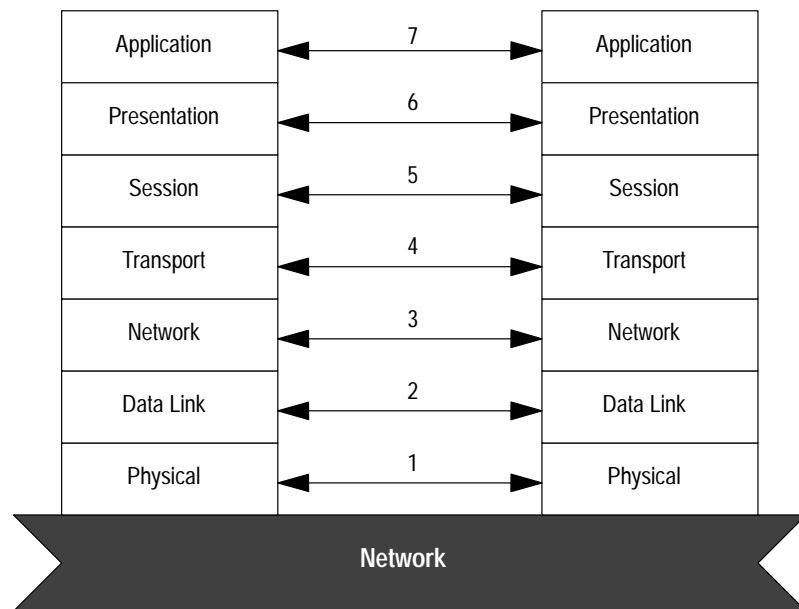 Application 7 Application
Presentation 6 Presentation
Session 5 Session
Transport 4 Transport
Network 3 Network
Data Link 2 Data Link
Physical 1 Physical
Network